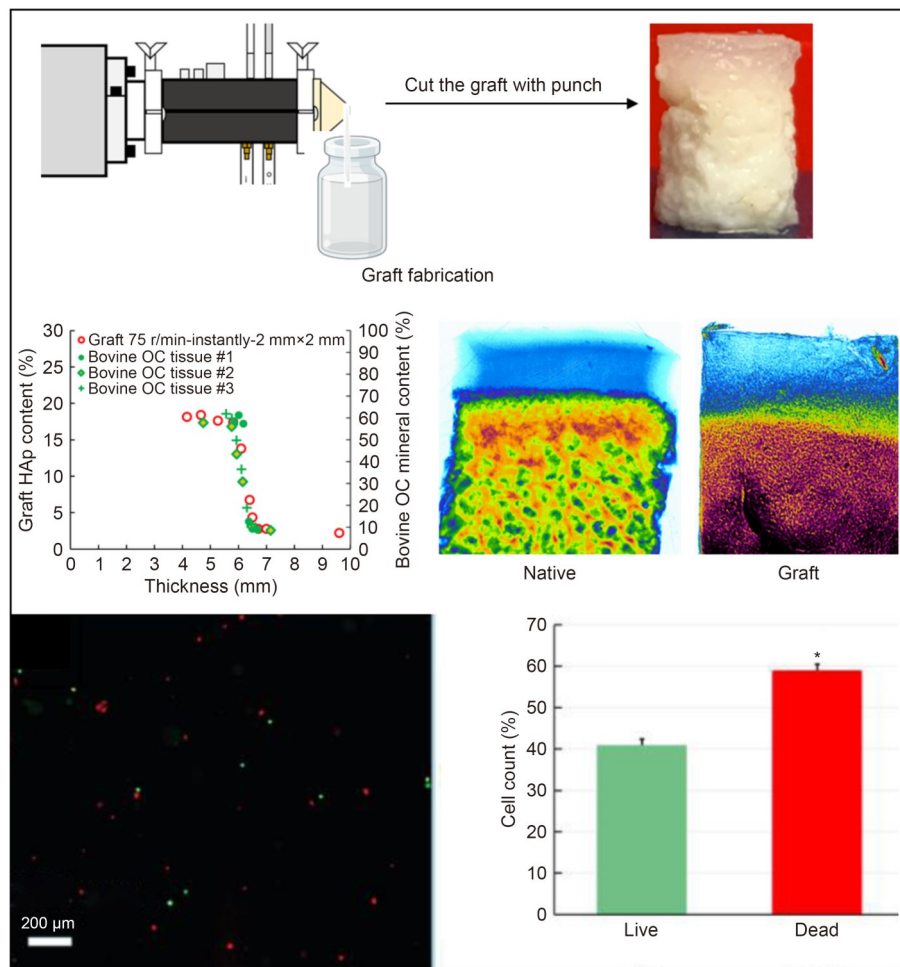 Cut the graft with punch
Graft fabrication
Graft HAp content (%)
30
25
20
15
10
5
0
Graft 75 r/min-instantly-2 mm×2 mm
Bovine OC tissue #1
Bovine OC tissue #2
Bovine OC tissue #3
0 1 2 3 4 5 6 7 8 9 10
Thickness (mm)
100
90
80
70
60
50
40
30
20
10
0
Bovine OC mineral content (%)
Native
Graft
200 μm
Cell count (%)
70
60
50
40
30
20
10
0
*
Live
Dead